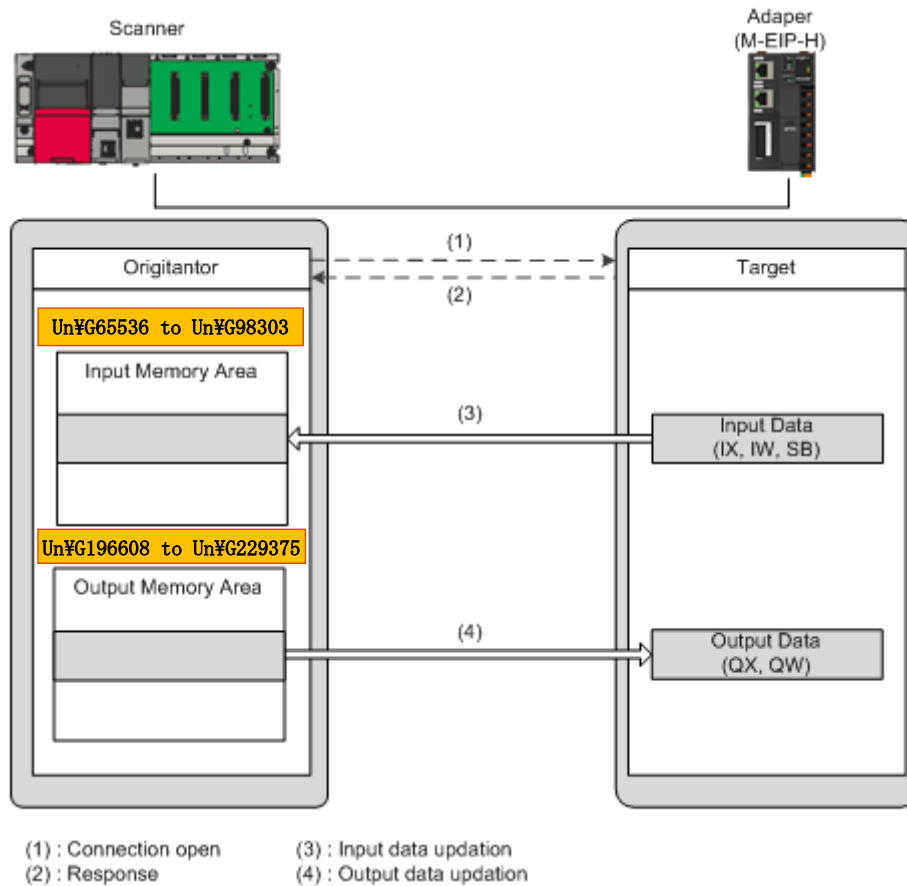 Scanner
Adaper
(M-EIP-H)
(1)
(2)
Origitantor
Target
Un¥G65536 to Un¥G98303
Input Memory Area
(3)
Input Data
(IX, IW, SB)
Un¥G196608 to Un¥G229375
Output Memory Area
(4)
Output Data
(QX, QW)
(1) : Connection open
(3) : Input data updation
(2) : Response
(4) : Output data updation